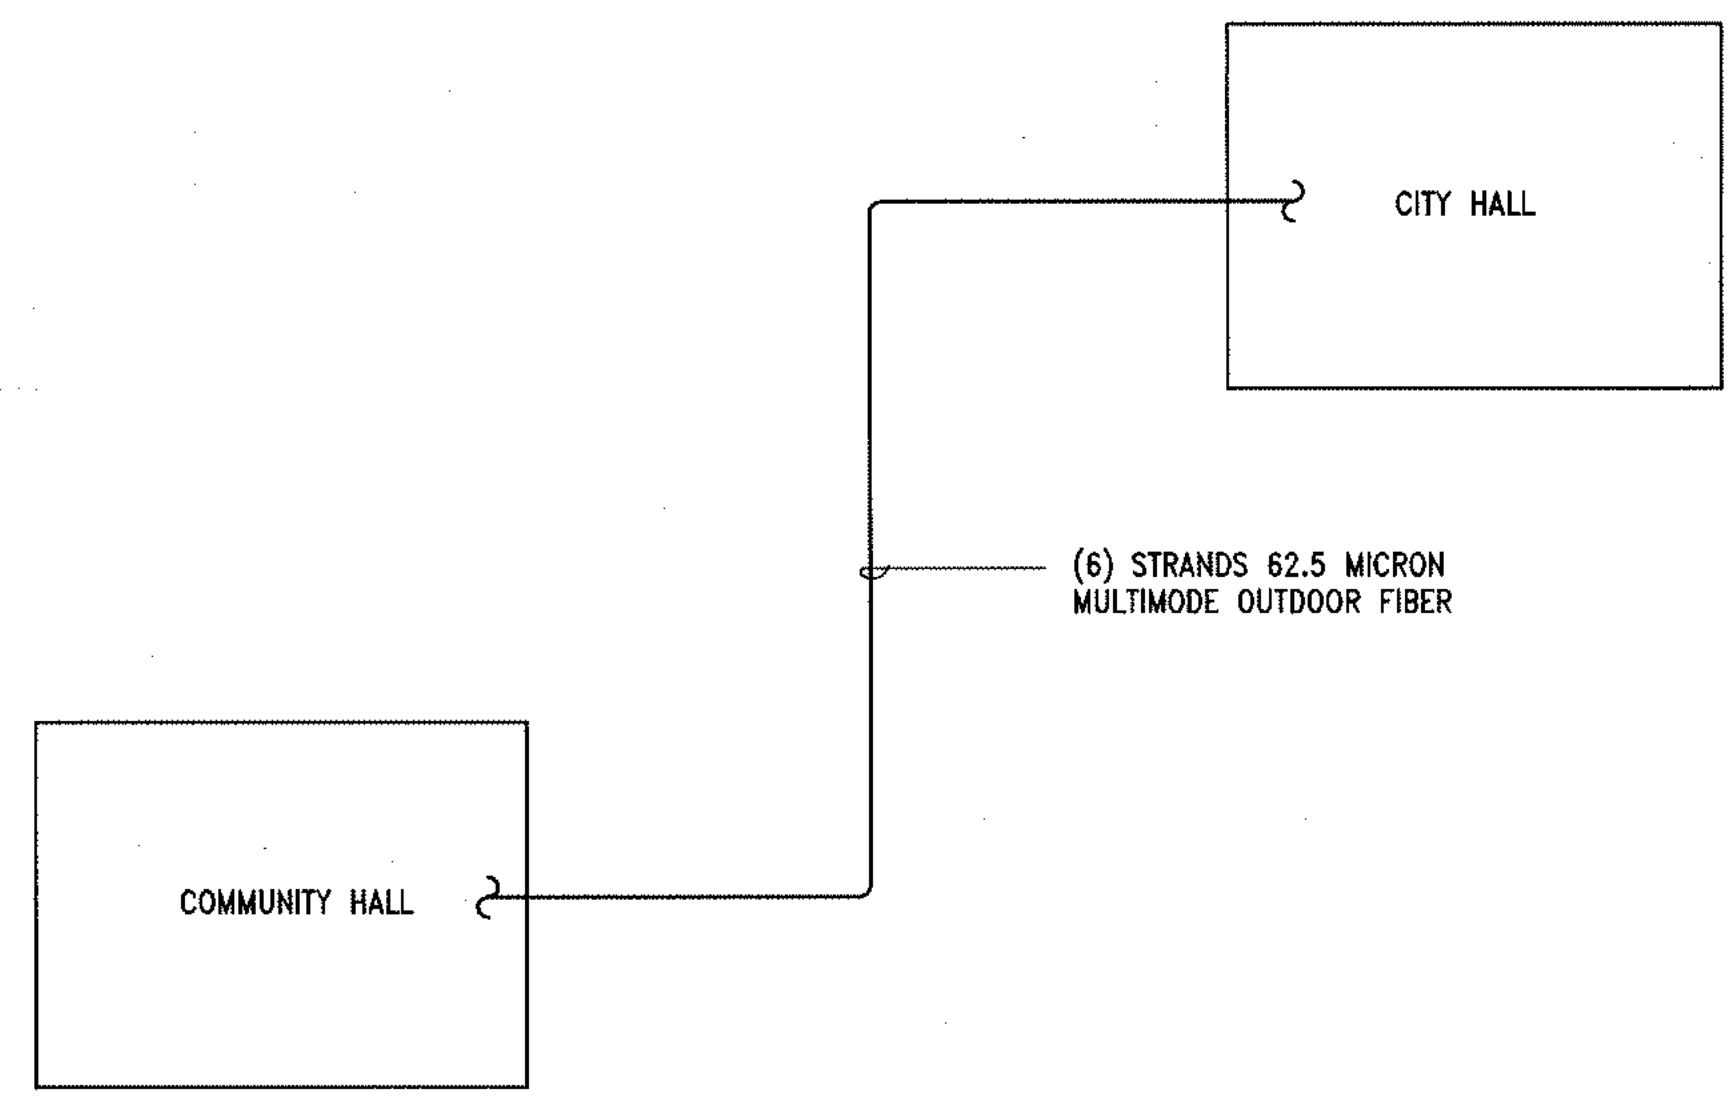 CITY HALL
(6) STRANDS 62.5 MICRON
MULTIMODE OUTDOOR FIBER
COMMUNITY HALL